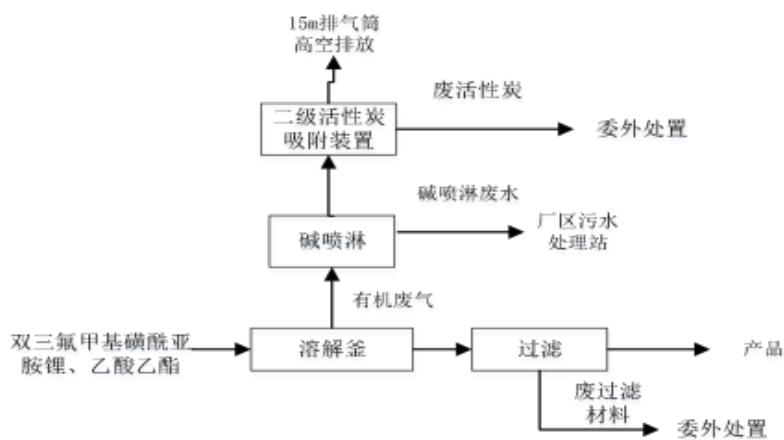 15m排气筒
高空排放
二级活性炭
吸附装置
废活性炭
委外处置
碱喷淋
碱喷淋废水
厂区污水
处理站
有机废气
双三氟甲基磺酰亚
胺锂、乙酸乙酯
溶解釜
过滤
产品
废过滤
材料
委外处置